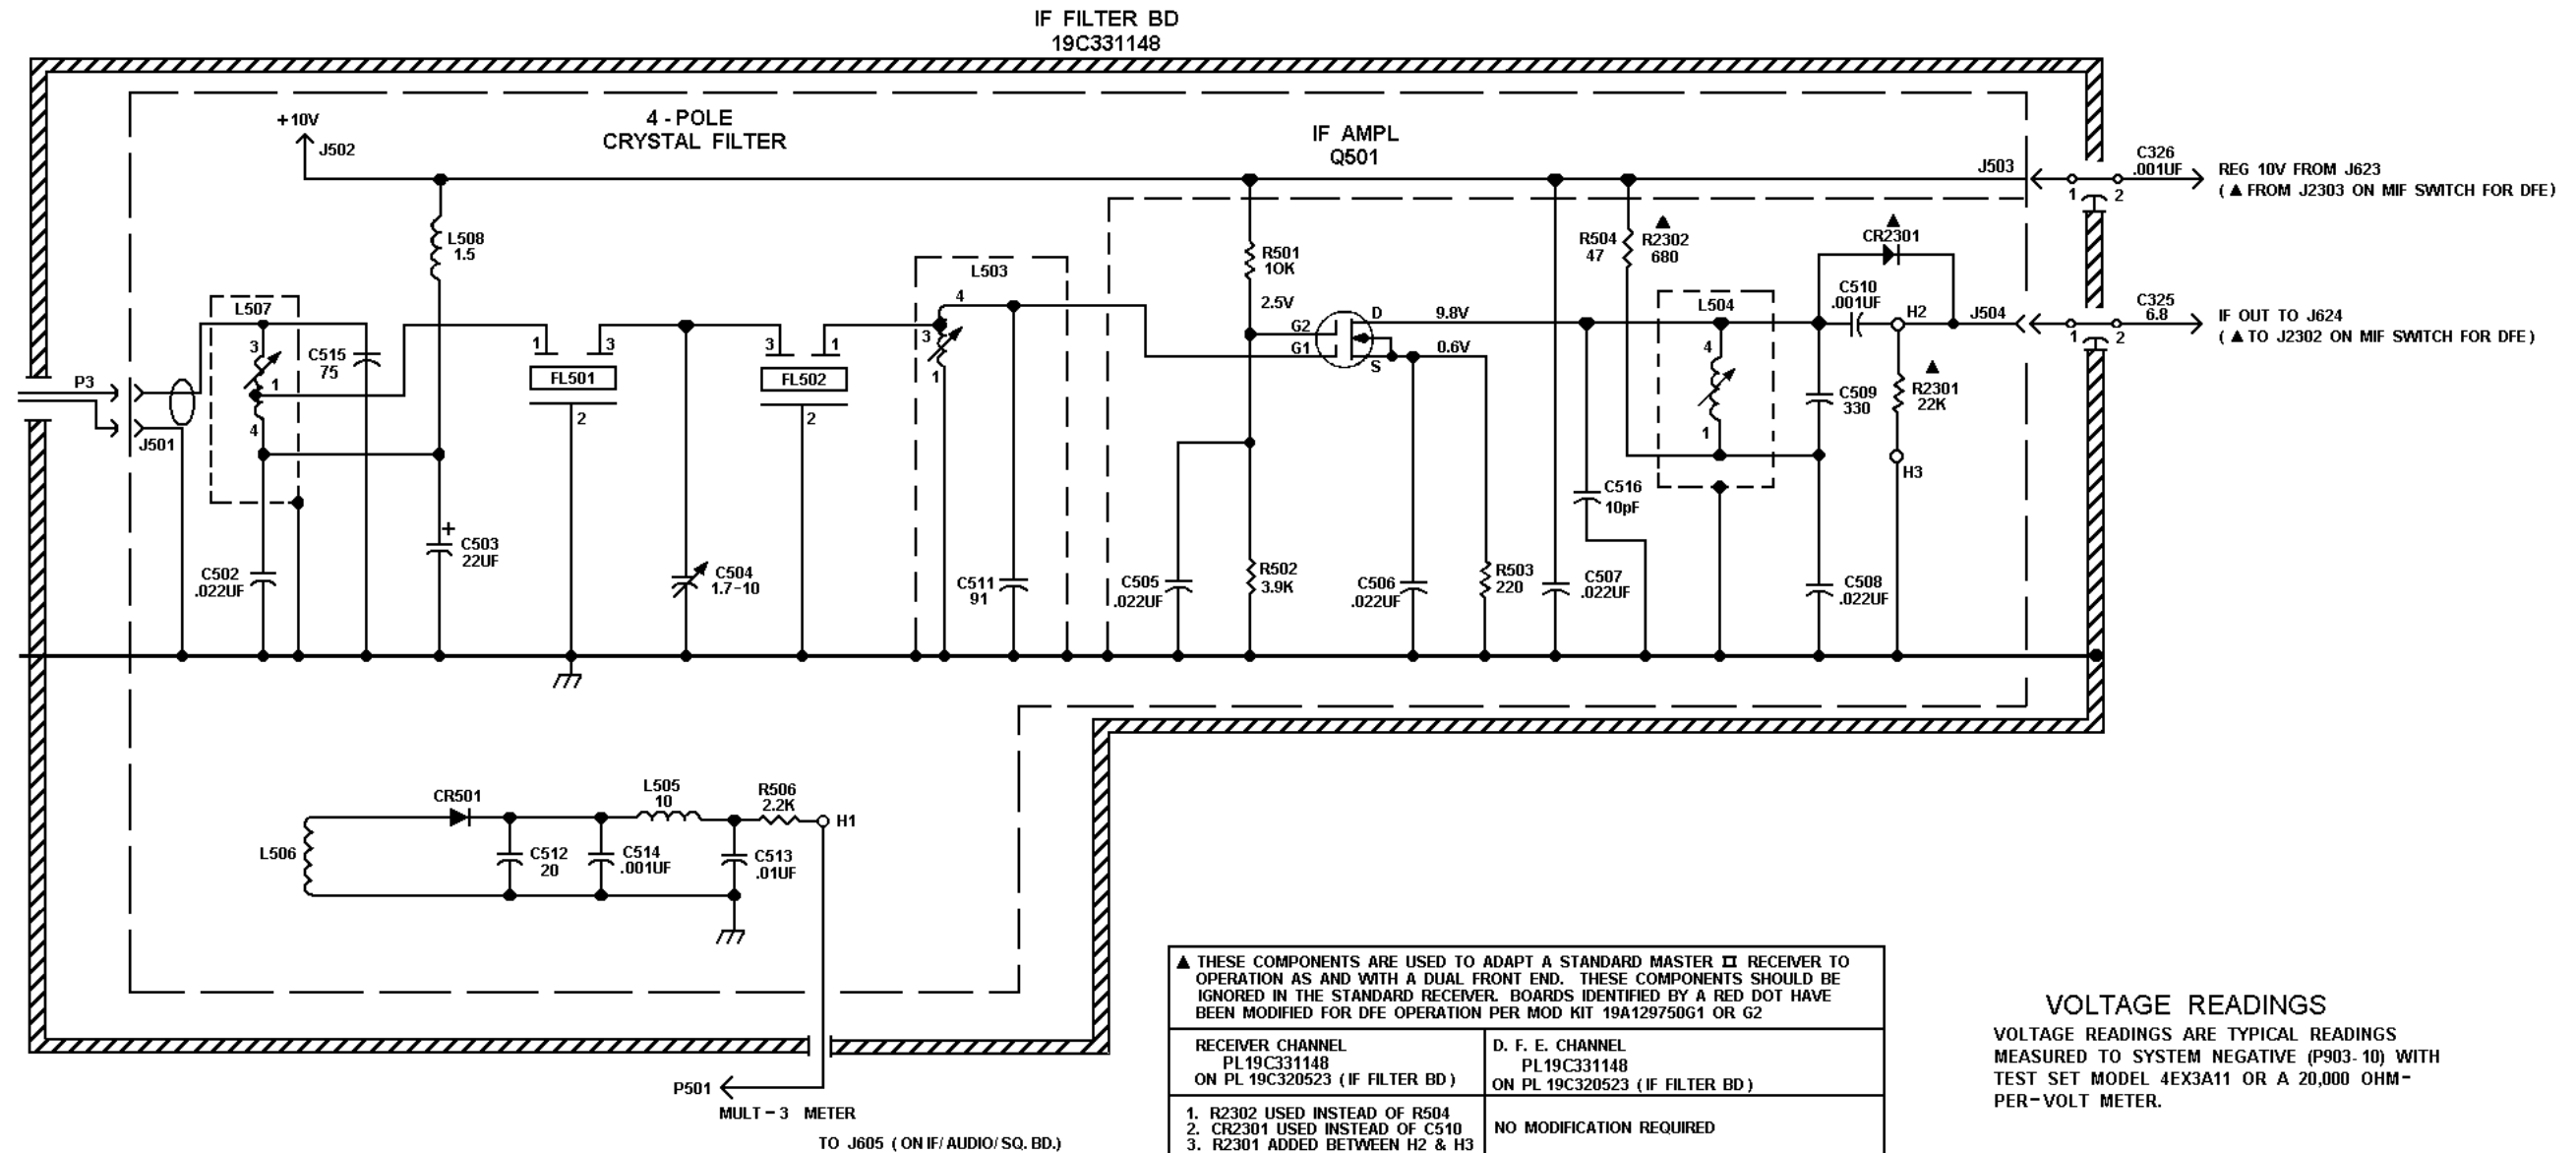 IF FILTER BD
19C331148
+10V
J502
4 - POLE
CRYSTAL FILTER
IF AMPL
Q501
J503
C326
.001UF
1
2
REG 10V FROM J623
( ▲ FROM J2303 ON MIF SWITCH FOR DFE)
L508
1.5
L507
3
1
4
C515
75
P3
J501
C502
.022UF
+
C503
22UF
1
3
FL501
2
C504
1.7-10
3
1
FL502
2
L503
4
3
1
C511
91
R501
10K
2.5V
G2
G1
D
S
9.8V
0.6V
C505
.022UF
R502
3.9K
C506
.022UF
R503
220
C507
.022UF
R504
47
▲
R2302
680
C516
10pF
L504
4
1
▲
CR2301
C510
.001UF
H2
J504
C509
330
▲
R2301
22K
H3
C508
.022UF
C325
6.8
1
2
IF OUT TO J624
( ▲ TO J2302 ON MIF SWITCH FOR DFE )
L506
CR501
C512
20
C514
.001UF
L505
10
R506
2.2K
H1
C513
.01UF
P501
MULT - 3 METER
TO J605 ( ON IF/ AUDIO/ SQ. BD.)
▲ THESE COMPONENTS ARE USED TO ADAPT A STANDARD MASTER II RECEIVER TO
OPERATION AS AND WITH A DUAL FRONT END. THESE COMPONENTS SHOULD BE
IGNORED IN THE STANDARD RECEIVER. BOARDS IDENTIFIED BY A RED DOT HAVE
BEEN MODIFIED FOR DFE OPERATION PER MOD KIT 19A129750G1 OR G2
RECEIVER CHANNEL
PL19C331148
ON PL 19C320523 ( IF FILTER BD )
D. F. E. CHANNEL
PL19C331148
ON PL 19C320523 ( IF FILTER BD )
1. R2302 USED INSTEAD OF R504
2. CR2301 USED INSTEAD OF C510
3. R2301 ADDED BETWEEN H2 & H3
NO MODIFICATION REQUIRED
VOLTAGE READINGS
VOLTAGE READINGS ARE TYPICAL READINGS
MEASURED TO SYSTEM NEGATIVE (P903-10) WITH
TEST SET MODEL 4EX3A11 OR A 20,000 OHM-
PER-VOLT METER.